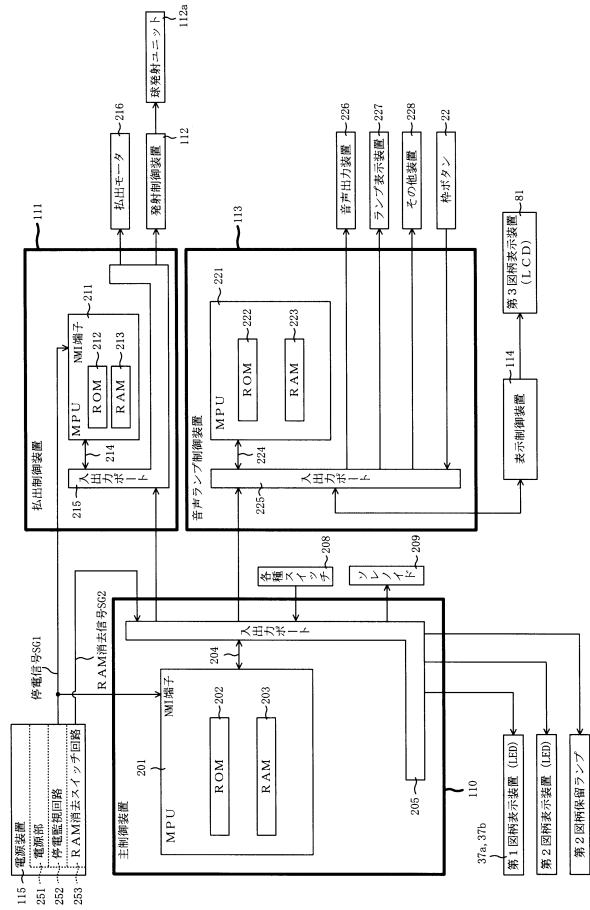 115
電源装置
251
電源部
252
停電監視回路
253
RAM消去スイッチ回路
停電信号SG1
RAM消去信号SG2
111
払出制御装置
211
MPU
NMI端子
ROM
212
RAM
213
214
215
入出力ポート
216
払出モータ
112
発射制御装置
112a
球発射ユニット
113
音声ランプ制御装置
221
MPU
ROM
222
RAM
223
224
225
入出力ポート
226
音声出力装置
227
ランプ表示装置
228
その他装置
22
枠ボタン
114
表示制御装置
81
第3図柄表示装置
(LCD)
208
各種スイッチ
209
ソレノイド
110
主制御装置
201
MPU
NMI端子
ROM
202
RAM
203
204
205
入出力ポート
37a,37b
第1図柄表示装置(LED)
第2図柄表示装置(LED)
第2図柄保留ランプ